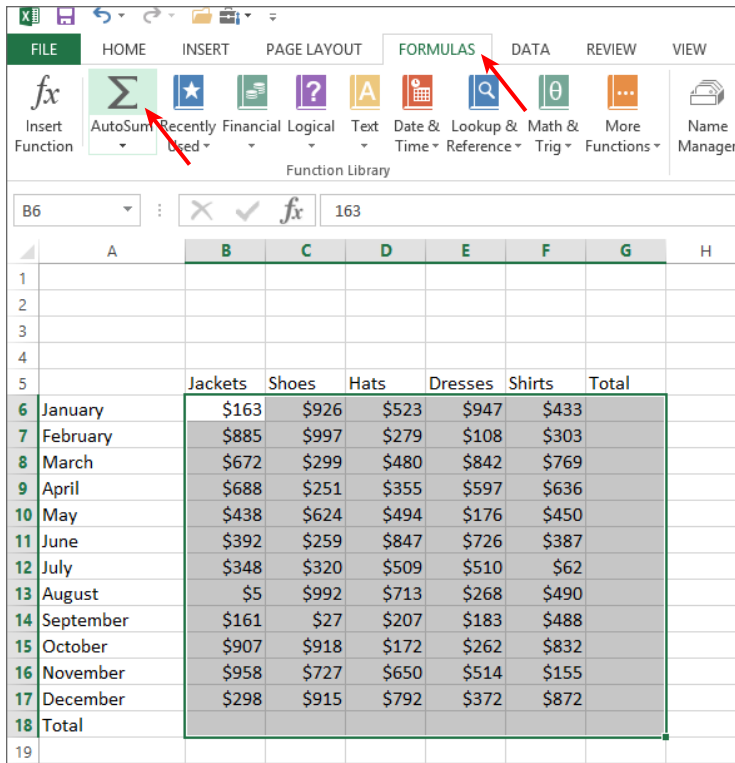 FILE HOME INSERT PAGE LAYOUT FORMULAS DATA REVIEW VIEW
fx Σ ? A θ ...
Insert AutoSum Recently Financial Logical Text Date & Lookup & Math & More Name
Function Used Time Reference Trig Functions Manager
Function Library
B6 fx 163
A B C D E F G H
1
2
3
4
5 Jackets Shoes Hats Dresses Shirts Total
6 January $163 $926 $523 $947 $433
7 February $885 $997 $279 $108 $303
8 March $672 $299 $480 $842 $769
9 April $688 $251 $355 $597 $636
10 May $438 $624 $494 $176 $450
11 June $392 $259 $847 $726 $387
12 July $348 $320 $509 $510 $62
13 August $5 $992 $713 $268 $490
14 September $161 $27 $207 $183 $488
15 October $907 $918 $172 $262 $832
16 November $958 $727 $650 $514 $155
17 December $298 $915 $792 $372 $872
18 Total
19